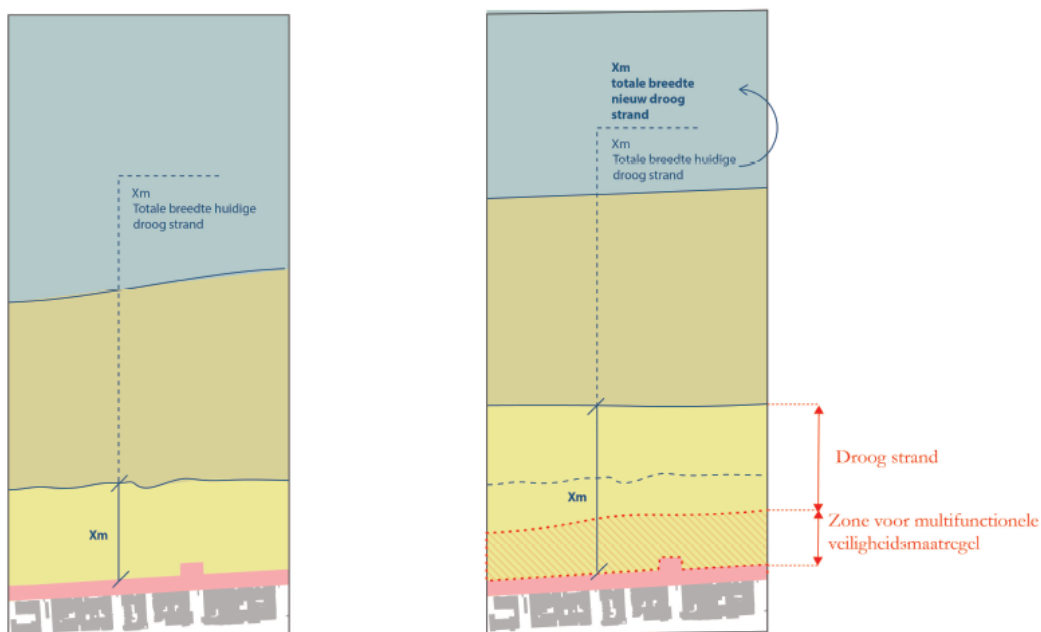 Xm
Totale breedte huidige
droog strand
Xm
Xm
totale breedte
nieuw droog
strand
Xm
Totale breedte huidige
droog strand
Xm
Droog strand
Zone voor multifunctionele
veiligheidsmaatregel